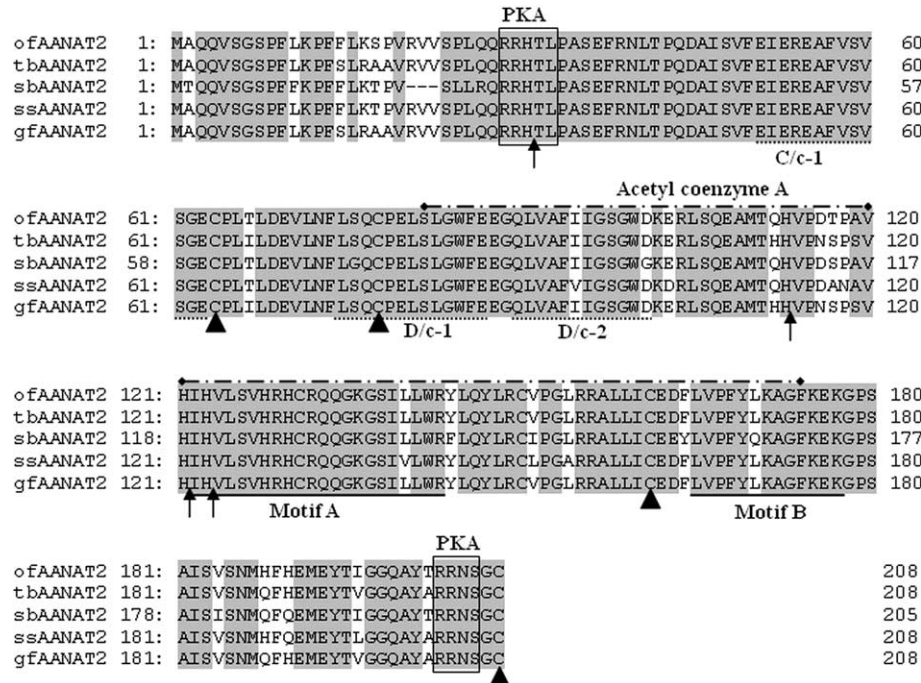 PKA
ofAANAT2 1: MAQQVSGSPFLKPFFLKSPVRVVSPLQQRRHTLPASEFRNLTPQDAISVFEIEREAFVSV 60
tbAANAT2 1: MAQQVSGSPFLKPFSLRAAVRVVSPLQQRRHTLPASEFRNLTPQDAISVFEIEREAFVSV 60
sbAANAT2 1: MTQQVSGSPFFKPFFLKTPV---SLLRQRRHTLPASEFRNLTPQDAISVFEIEREAFVSV 57
ssAANAT2 1: MAQQVSGSPFLKPFFLKTPVRVVSPLQQRRHTLPASEFRNLTPQDAISVFEIEREAFVSV 60
gfAANAT2 1: MAQQVSGSPFLKPFSLRAAVRVVSPLQQRRHTLPASEFRNLTPQDAISVFEIEREAFVSV 60
C/c-1
Acetyl coenzyme A
ofAANAT2 61: SGECPLTLDEVLNFLSQCPELSLGWFEEGQLVAFIIGSGWDKERLSQEAMTQHVPDTPAV 120
tbAANAT2 61: SGECPLILDEVLNFLSQCPELSLGWFEEGQLVAFIIGSGWDKERLSQEAMTHHVPNSPSV 120
sbAANAT2 58: SGECPLTLDEVLNFLGQCPELSLGWFEEGQLVAFIIGSGWGKERLSQEAMTQHVPDSPAV 117
ssAANAT2 61: SGECPLILDEVLNFLSQCPELSLGWFEEGQLVAFVIGSGWDKERLSQEAMTQHVPDANAV 120
gfAANAT2 61: SGECPLILDEVLNFLSQCPELSLGWFEEGQLVAFIIGSGWDKERLSQEAMTHHVPNSPSV 120
D/c-1 D/c-2
ofAANAT2 121: HIHVLSVHRHCRQQGKGSILLWRYLQYLRCVPGLRRALLICEDFLVPFYLKAGFKEKGPS 180
tbAANAT2 121: HIHVLSVHRHCRQQGKGSILLWRYLQYLRCVPGLRRALLICEDFLVPFYLKAGFKEKGPS 180
sbAANAT2 118: HIHVLSVHRHCRQQGKGSILLWRFLQYLRCIPGLRRALLICEEYLVPFYQKAGFKEKGPS 177
ssAANAT2 121: HIHVLSVHRHCRQQGKGSIVLWRYLQYLRCLPGARRALLICEDFLVPFYLKAGFKEKGPS 180
gfAANAT2 121: HIHVLSVHRHCRQQGKGSILLWRYLQYLRCVPGLRRALLICEDFLVPFYLKAGFKEKGPS 180
Motif A Motif B
PKA
ofAANAT2 181: AISVSNMHFHEMEYTIGGQAYTRRNSGC 208
tbAANAT2 181: AISVSNMQFHEMEYTVGGQAYARRNSGC 208
sbAANAT2 178: AISISNMQFQEMEYTIGGQAYARRNSGC 205
ssAANAT2 181: AISVSNMHFQEMEYTLGGQAYARRNSGC 208
gfAANAT2 181: AISVSNMQFHEMEYTVGGQAYARRNSGC 208